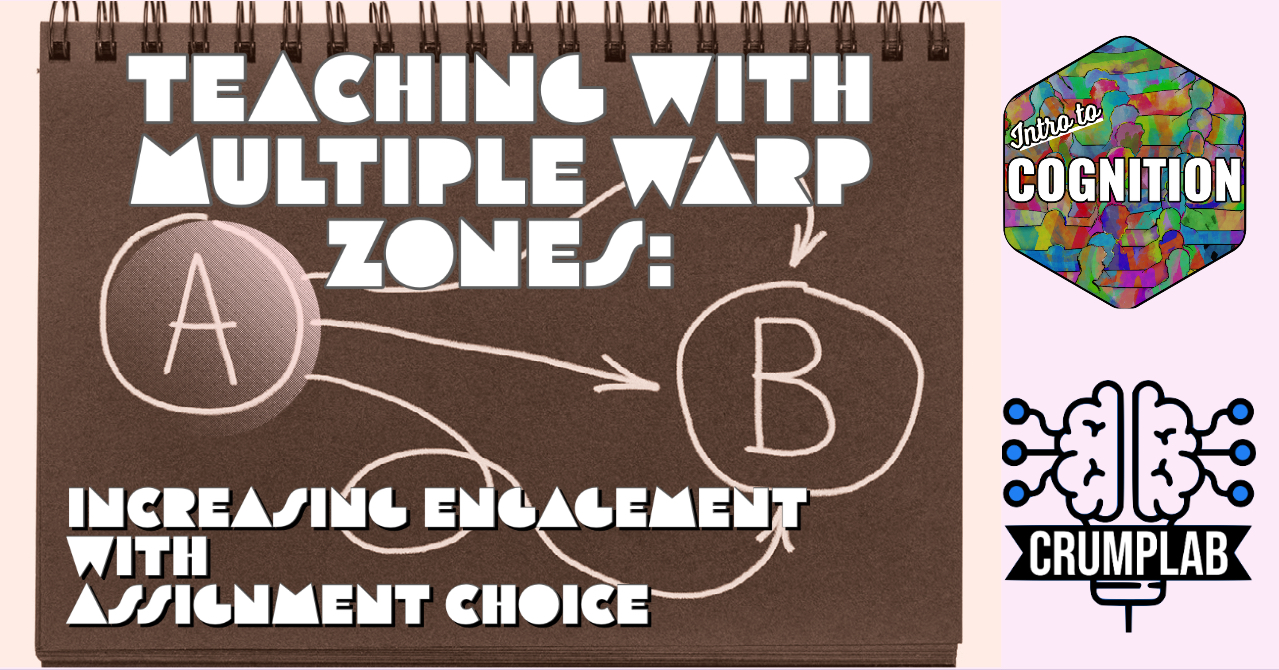 TEACHING WITH
MULTIPLE WARP
ZONES:
A
B
INCREASING ENGAGEMENT
WITH
ASSIGNMENT CHOICE
Intro to
COGNITION
CRUMPLAB